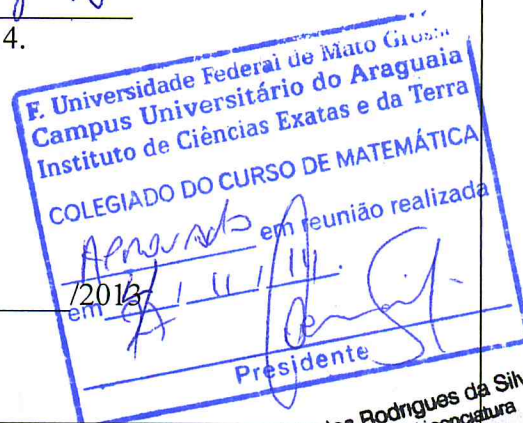 4.
F. Universidade Federal de Mato Grosso
Campus Universitário do Araguaia
Instituto de Ciências Exatas e da Terra
COLEGIADO DO CURSO DE MATEMÁTICA
Aprovado em reunião realizada
em / 11 /
/2013
Presidente
Rodrigues da Silv